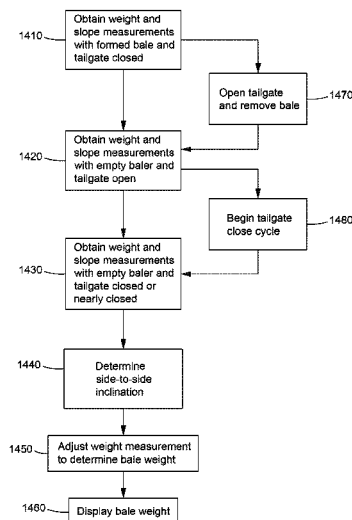 1410
Obtain weight and
slope measurements
with formed bale and
tailgate closed
Open tailgate
and remove bale
1470
1420
Obtain weight and
slope measurements
with empty baler and
tailgate open
Begin tailgate
close cycle
1480
1430
Obtain weight and
slope measurements
with empty baler and
tailgate closed or
nearly closed
1440
Determine
side-to-side
inclination
1450
Adjust weight measurement
to determine bale weight
1460
Display bale weight